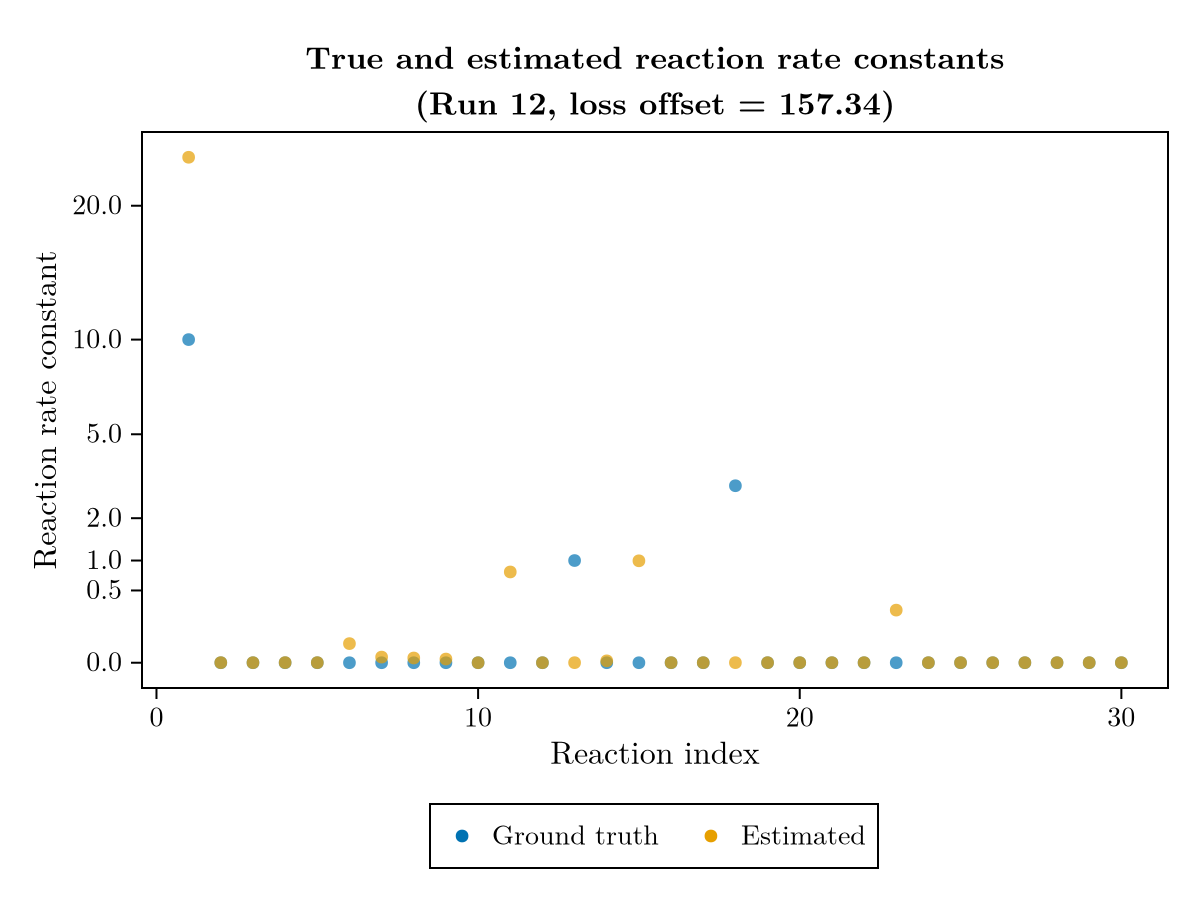 True and estimated reaction rate constants
(Run 12, loss offset = 157.34)
Reaction rate constant
20.0
10.0
5.0
2.0
1.0
0.5
0.0
0 10 20 30
Reaction index
Ground truth Estimated